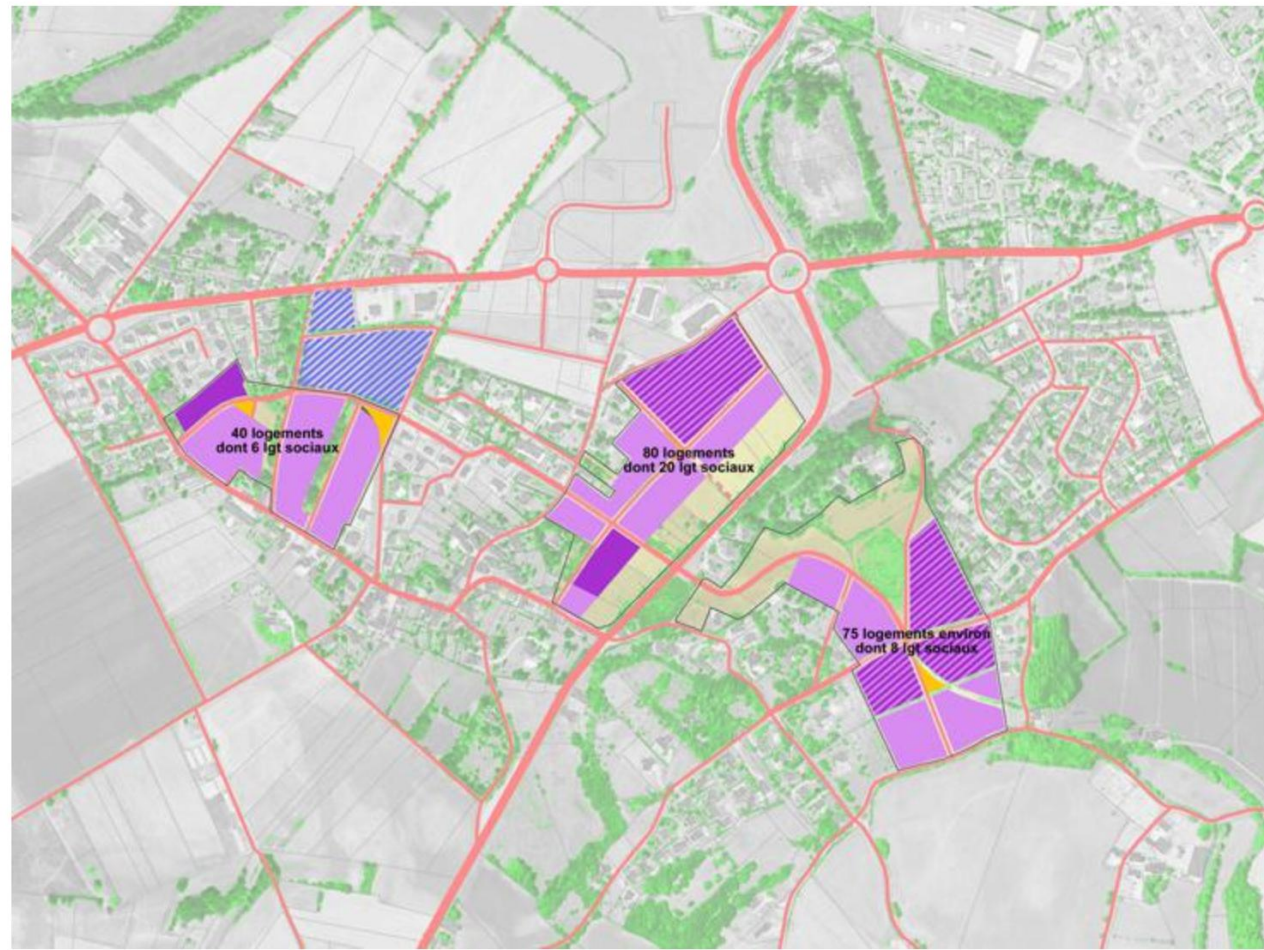 40 logements
dont 6 lgt sociaux
80 logements
dont 20 lgt sociaux
75 logements environ
dont 8 lgt sociaux